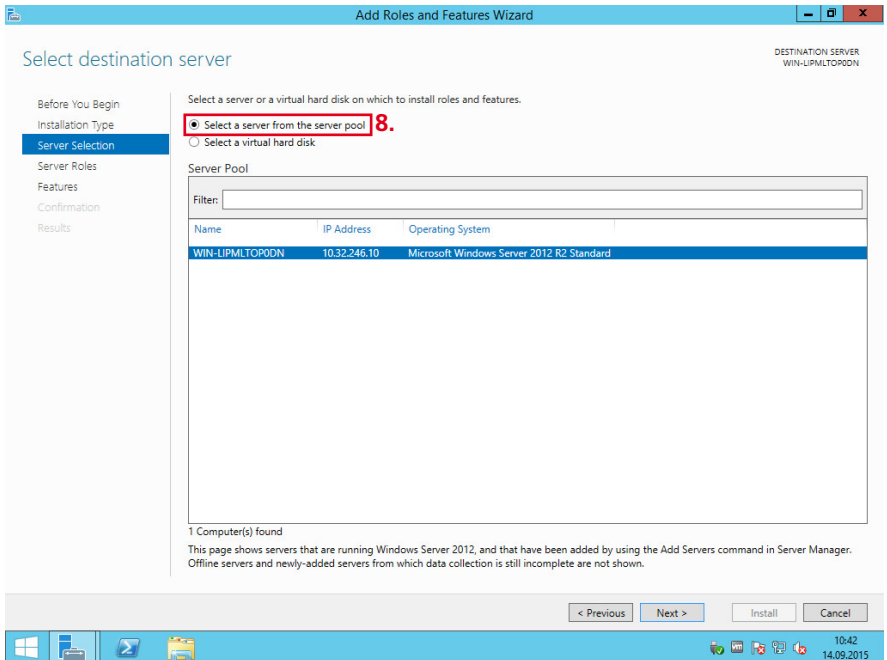 Add Roles and Features Wizard
Select destination server
DESTINATION SERVER
WIN-LIPMLTOP0DN
Before You Begin
Installation Type
Server Selection
Server Roles
Features
Confirmation
Results
Select a server or a virtual hard disk on which to install roles and features.
Select a server from the server pool 8.
Select a virtual hard disk
Server Pool
Filter:
Name IP Address Operating System
WIN-LIPMLTOP0DN 10.32.246.10 Microsoft Windows Server 2012 R2 Standard
1 Computer(s) found
This page shows servers that are running Windows Server 2012, and that have been added by using the Add Servers command in Server Manager.
Offline servers and newly-added servers from which data collection is still incomplete are not shown.
< Previous Next > Install Cancel
10:42
14.09.2015